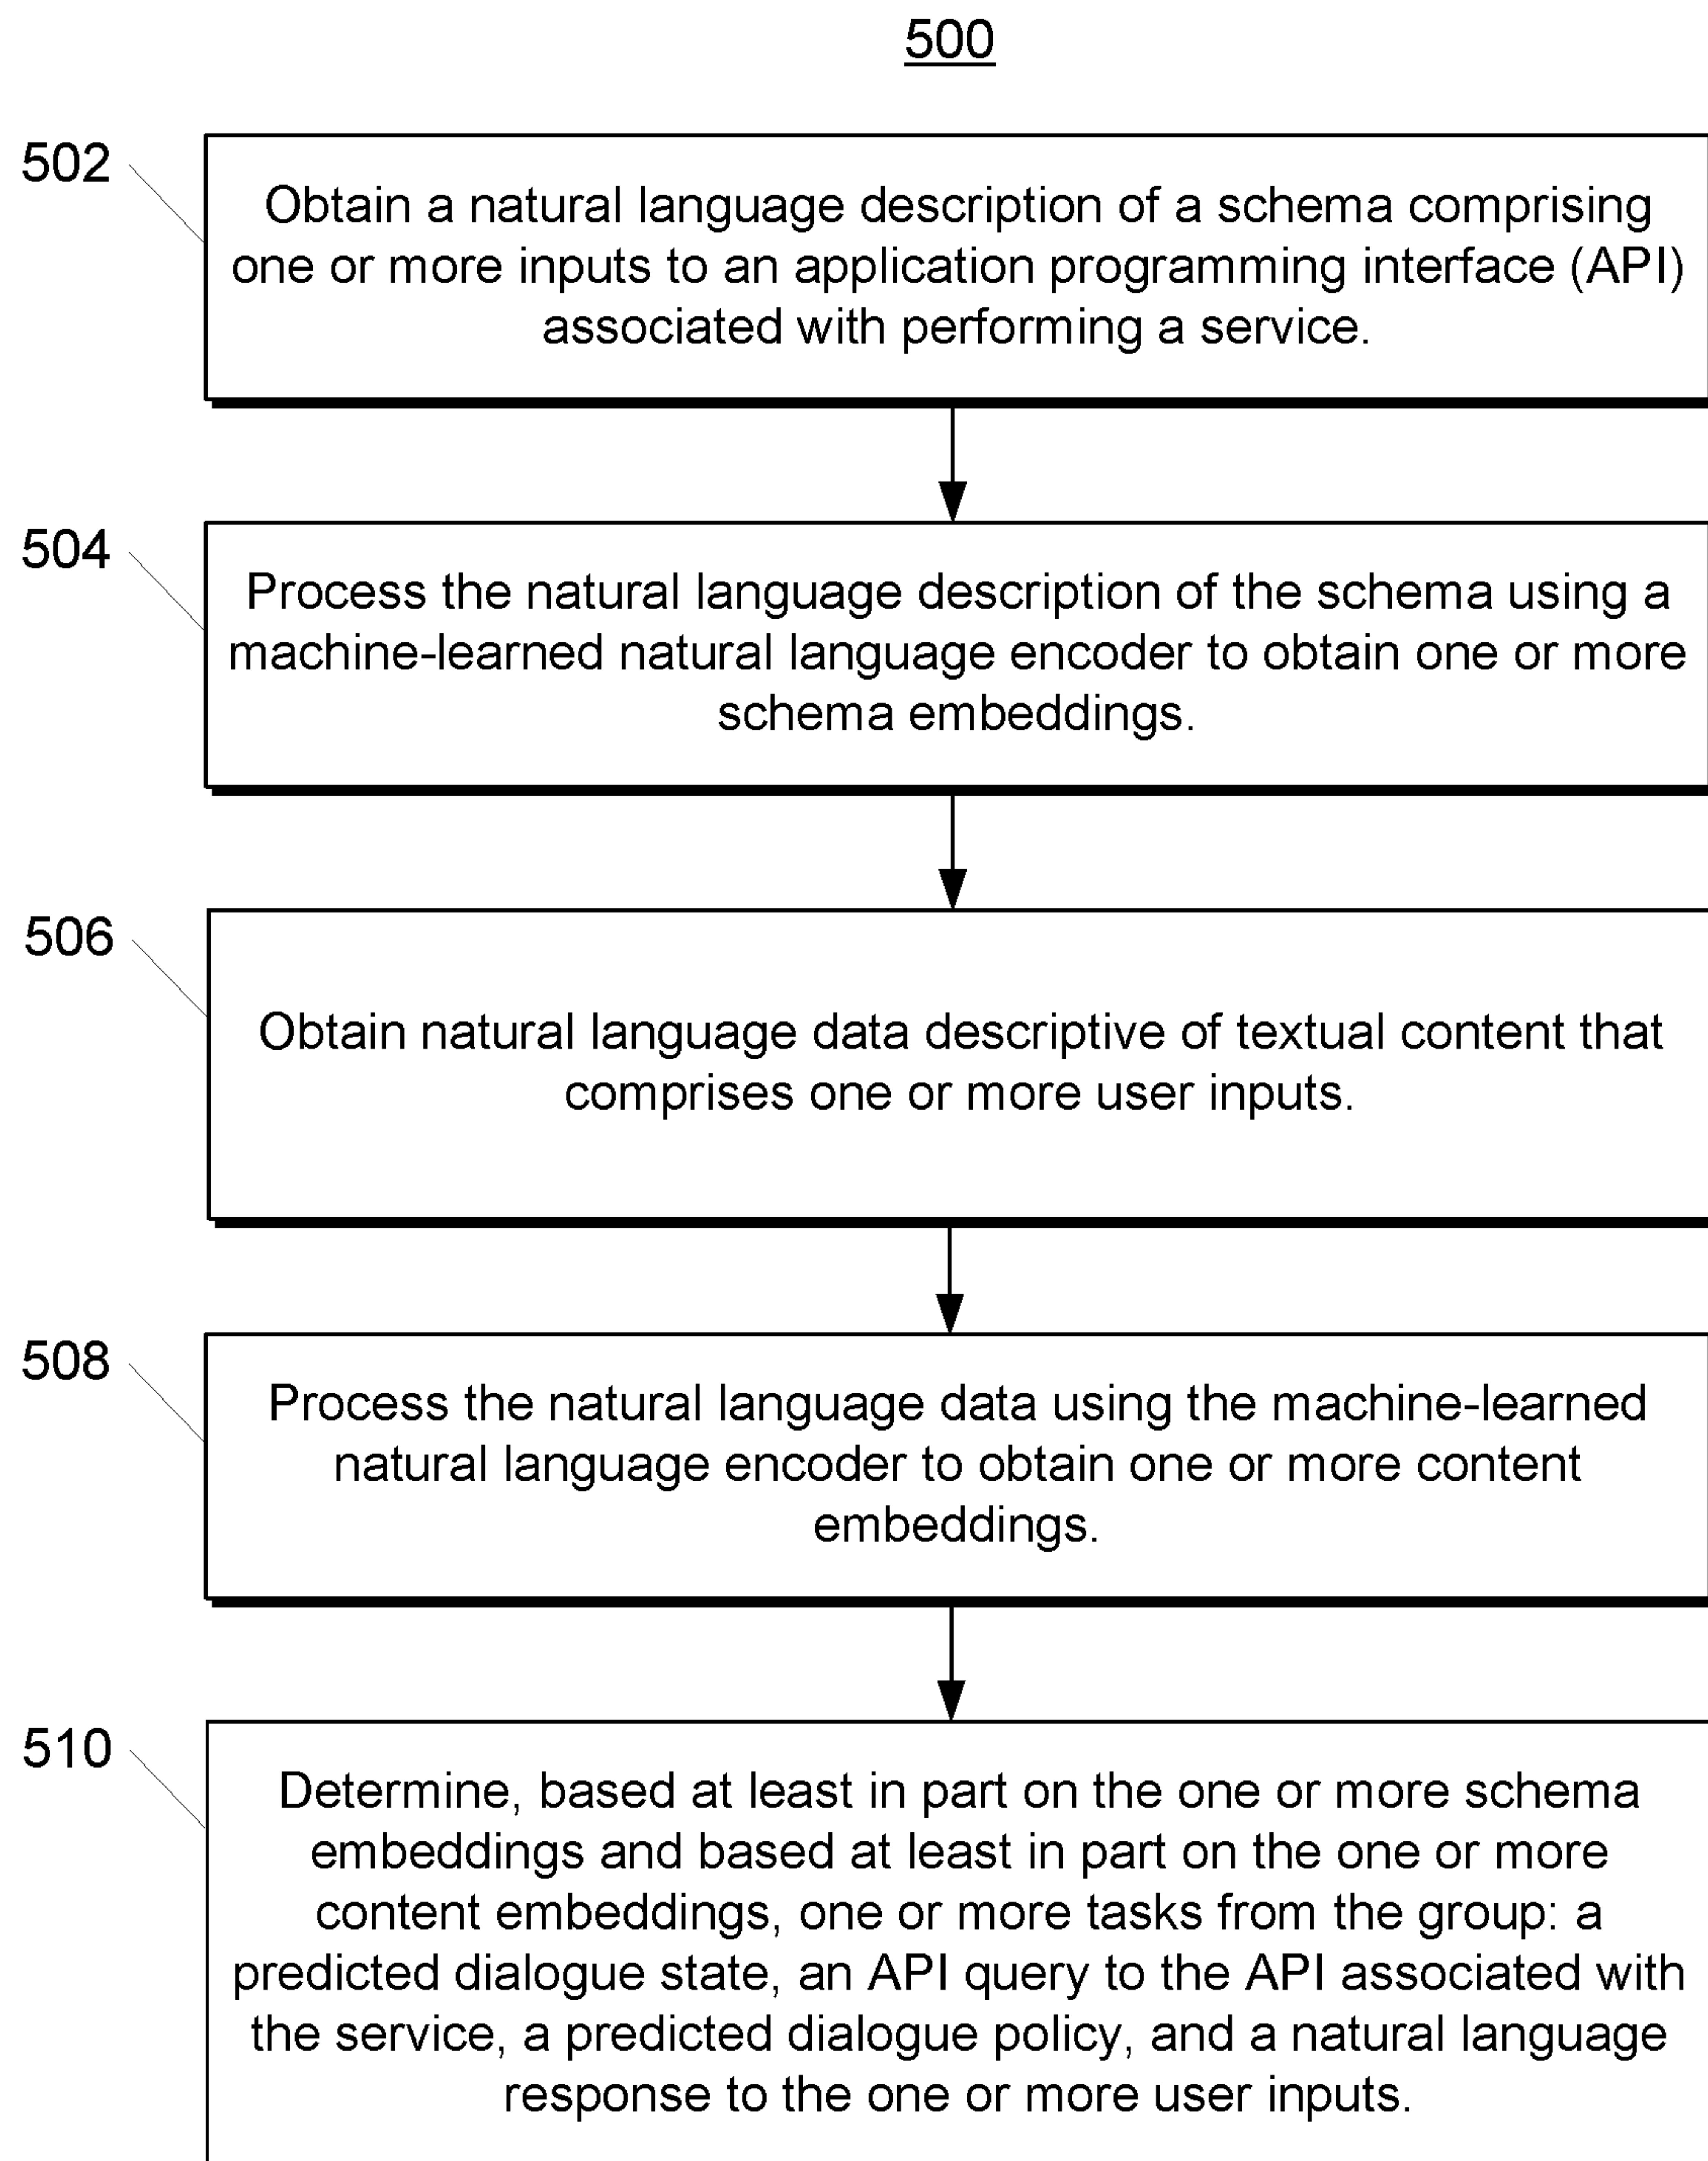 500
502
Obtain a natural language description of a schema comprising
one or more inputs to an application programming interface (API)
associated with performing a service.
504
Process the natural language description of the schema using a
machine-learned natural language encoder to obtain one or more
schema embeddings.
506
Obtain natural language data descriptive of textual content that
comprises one or more user inputs.
508
Process the natural language data using the machine-learned
natural language encoder to obtain one or more content
embeddings.
510
Determine, based at least in part on the one or more schema
embeddings and based at least in part on the one or more
content embeddings, one or more tasks from the group: a
predicted dialogue state, an API query to the API associated with
the service, a predicted dialogue policy, and a natural language
response to the one or more user inputs.